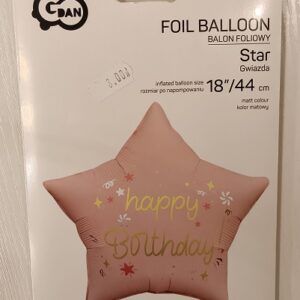 GoDAN
FOIL BALLOON
BALON FOLIOWY
Star
Gwiazda
inflated balloon size
rozmiar po napompowaniu
18"/44 cm
matt colour
kolor matowy
happy
Birthday